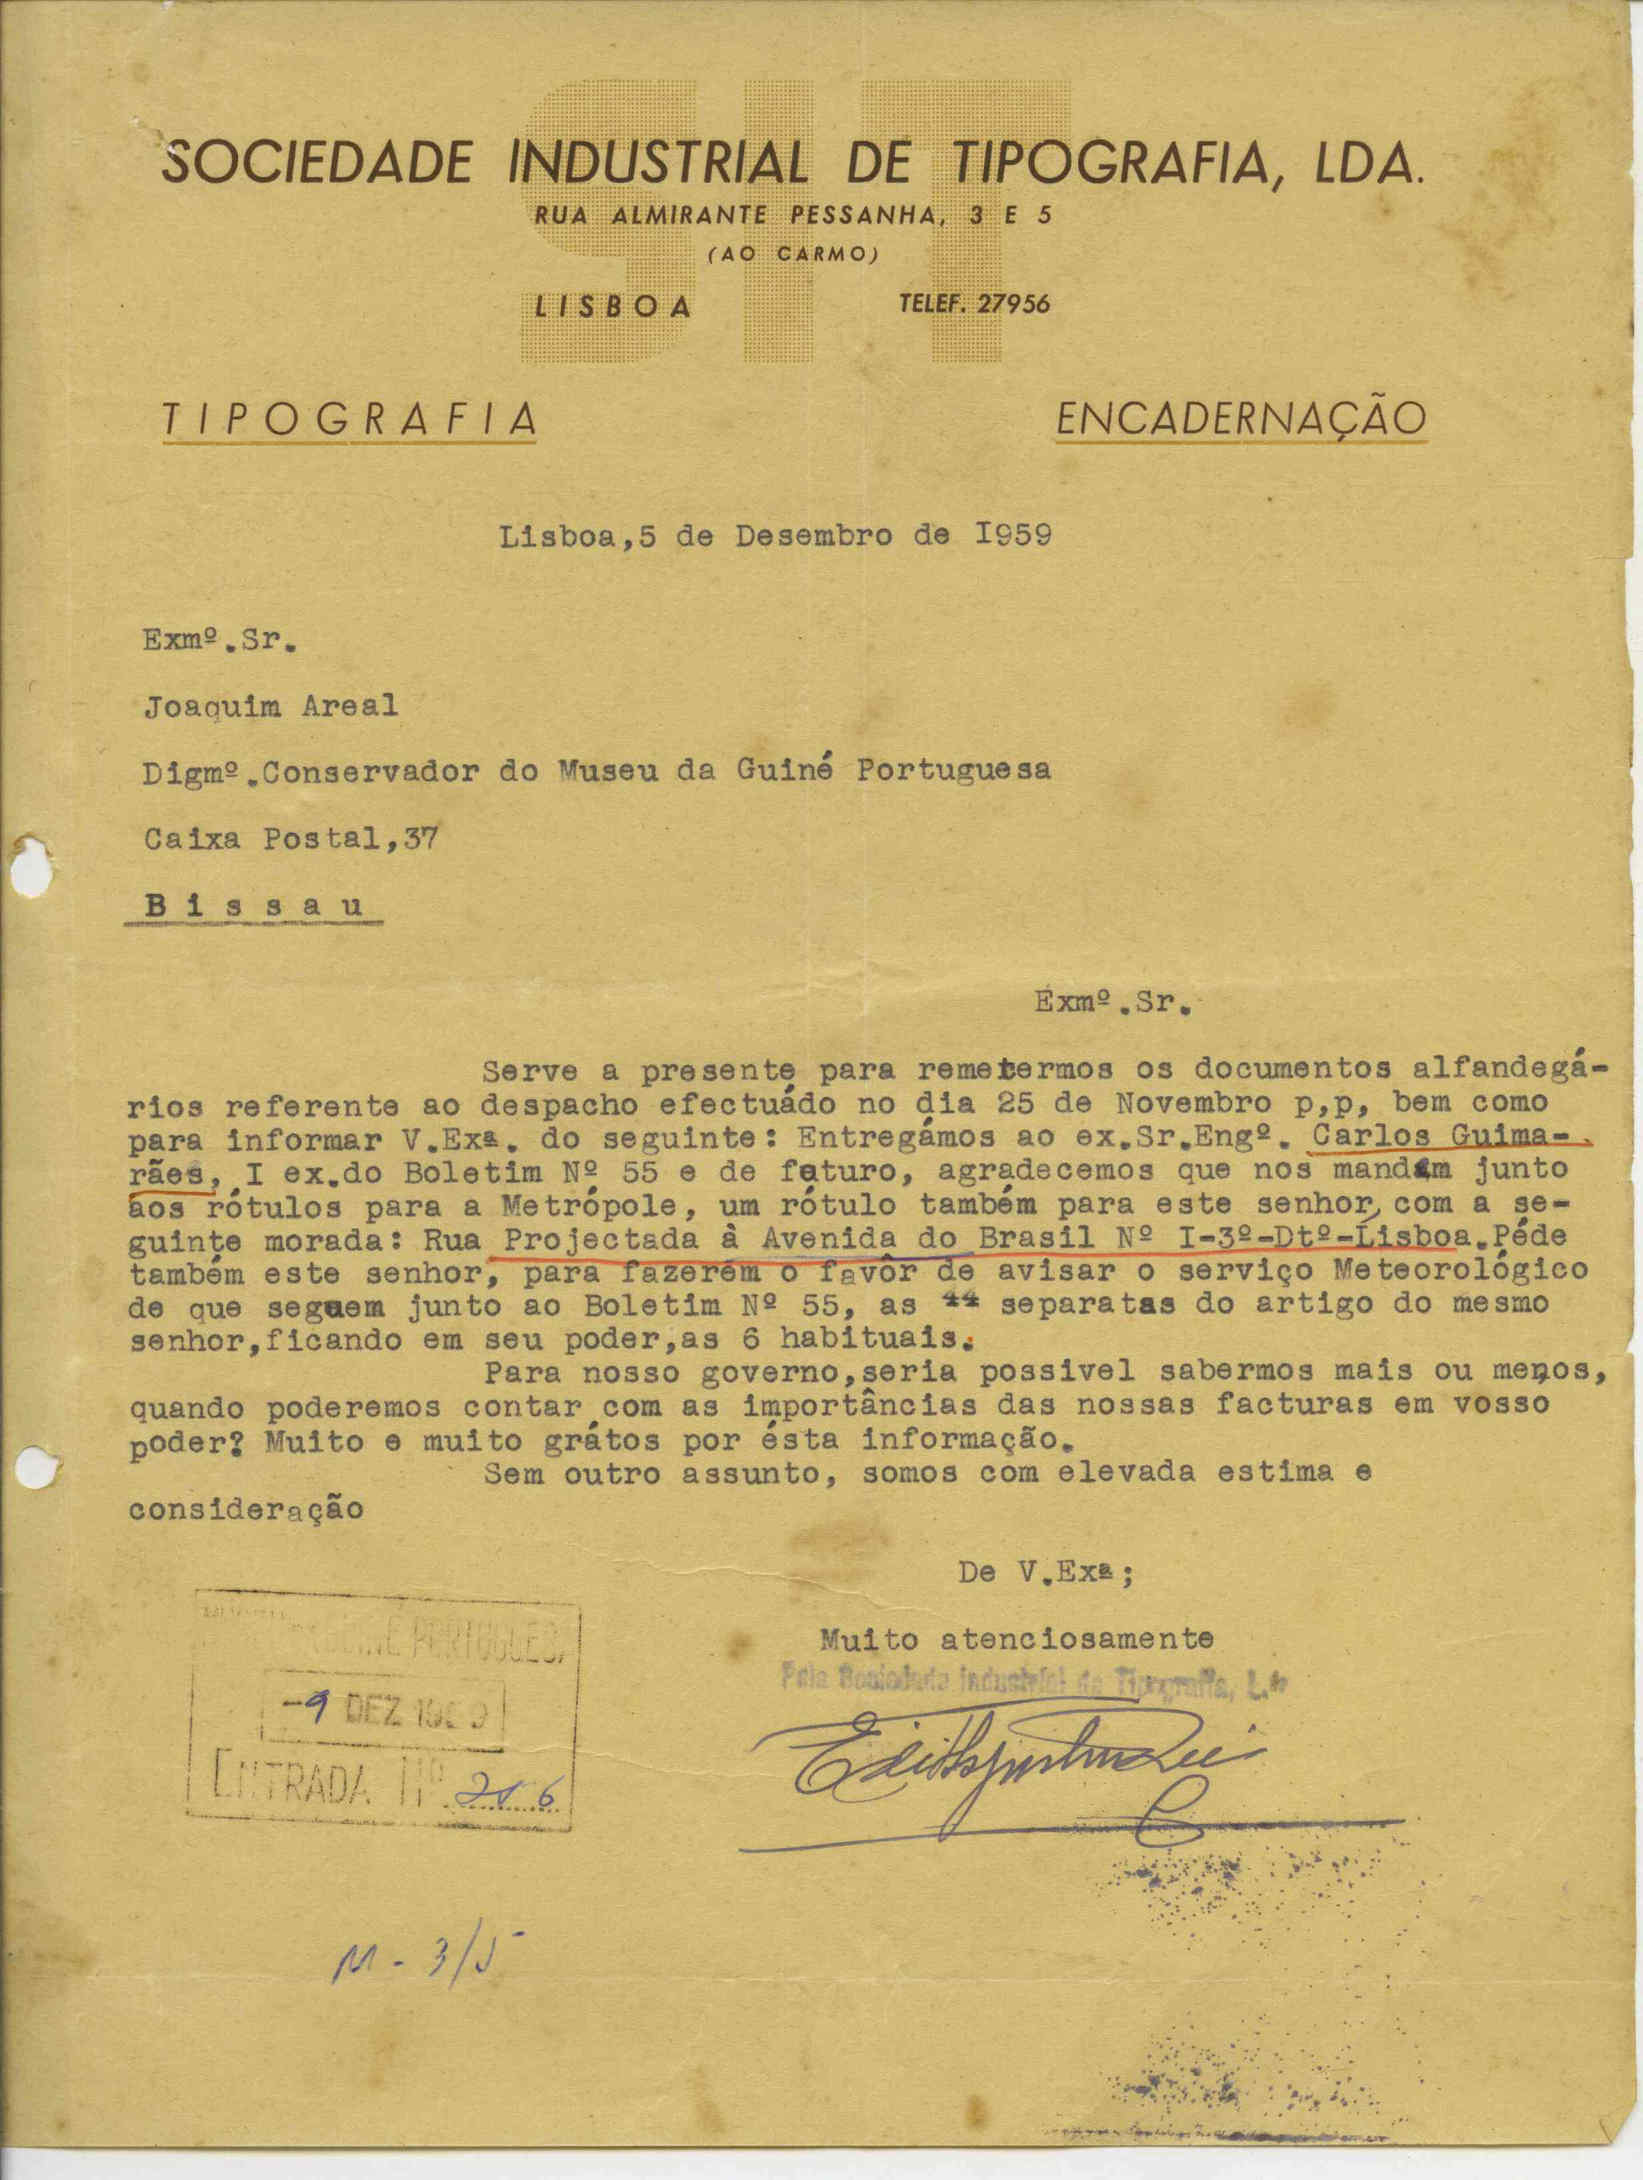 SIT
SOCIEDADE INDUSTRIAL DE TIPOGRAFIA, LDA.
RUA ALMIRANTE PESSANHA, 3 E 5
(AO CARMO)
LISBOA TELEF. 27956
TIPOGRAFIA ENCADERNAÇÃO
Lisboa,5 de Desembro de I959
Exmº.Sr.
Joaquim Areal
Digmº.Conservador do Museu da Guiné Portuguesa
Caixa Postal,37
B i s s a u
Exmº.Sr.
Serve a presente para remetermos os documentos alfandegá-
rios referente ao despacho efectuádo no dia 25 de Novembro p,p, bem como
para informar V.Exª. do seguinte: Entregámos ao ex.Sr.Engº. Carlos Guima-
rães, I ex.do Boletim Nº 55 e de futuro, agradecemos que nos mandem junto
aos rótulos para a Metrópole, um rótulo também para este senhor, com a se-
guinte morada: Rua Projectada à Avenida do Brasil Nº I-3º-Dtº-Lisboa.Péde
também este senhor, para fazerem o favôr de avisar o serviço Meteorológico
de que seguem junto ao Boletim Nº 55, as 44 separatas do artigo do mesmo
senhor,ficando em seu poder,as 6 habituais.
Para nosso governo,seria possivel sabermos mais ou menos,
quando poderemos contar com as importâncias das nossas facturas em vosso
poder? Muito e muito grátos por ésta informação.
Sem outro assunto, somos com elevada estima e
consideração
De V.Exª;
Muito atenciosamente
Pela Sociedade Industrial de Tipografia, L.da
GUINÉ PORTUGUESA
-9 DEZ 1959
ENTRADA Nº
M - 3/5